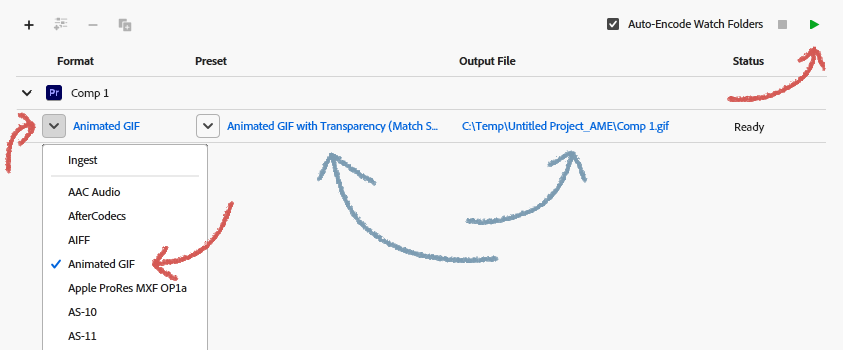 Auto-Encode Watch Folders
Format Preset Output File Status
Pr Comp 1
Animated GIF Animated GIF with Transparency (Match S... C:\Temp\Untitled Project_AME\Comp 1.gif Ready
Ingest
AAC Audio
AfterCodecs
AIFF
Animated GIF
Apple ProRes MXF OP1a
AS-10
AS-11